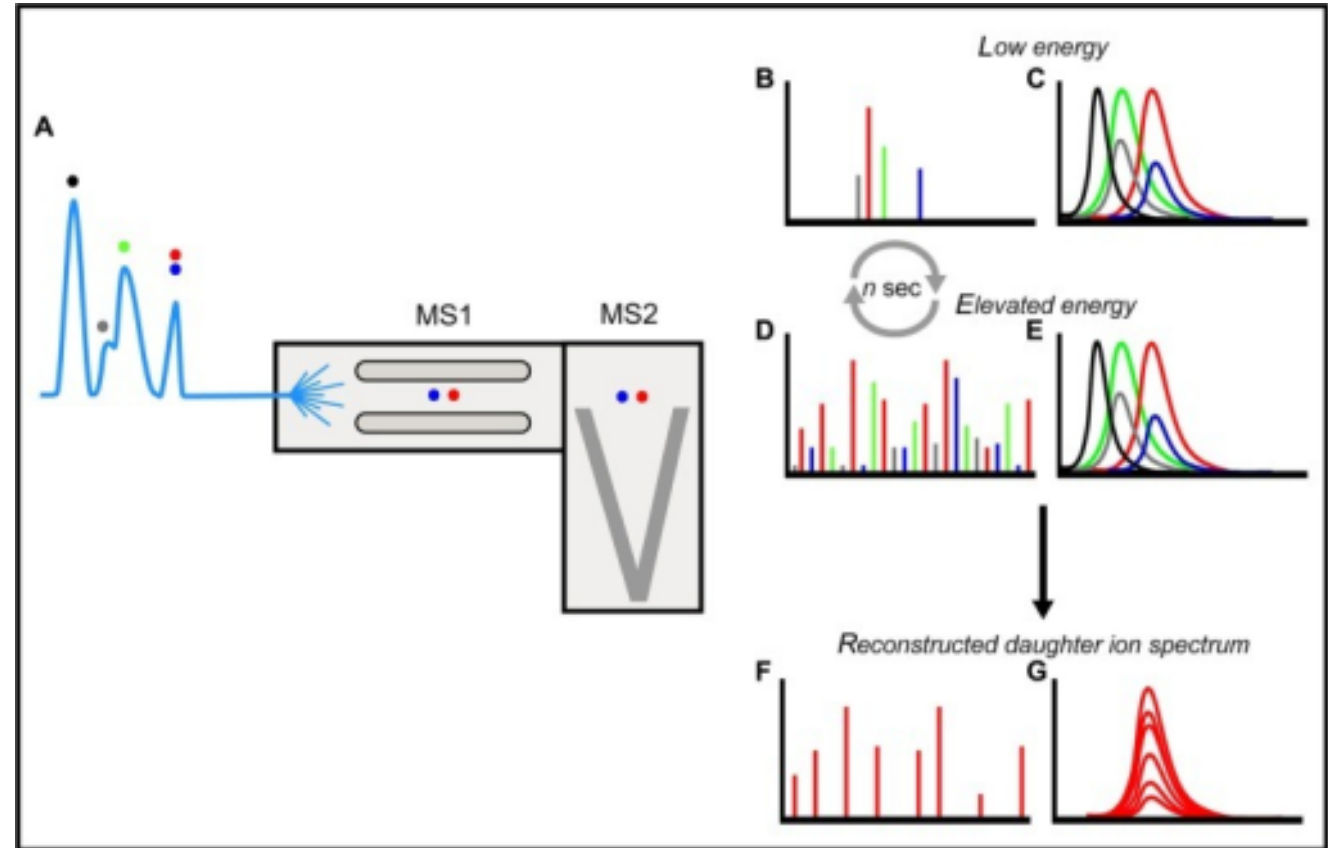 Low energy
B
C
A
MS1
MS2
n sec
Elevated energy
D
E
Reconstructed daughter ion spectrum
F
G